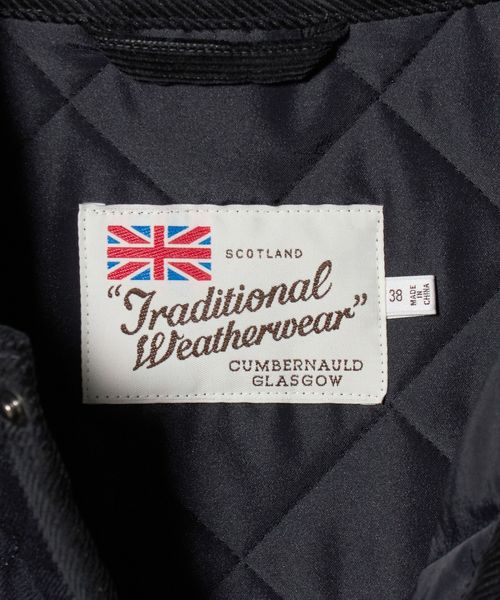 SCOTLAND
"Traditional
Weatherwear"
CUMBERNAULD
GLASGOW
38
MADE
IN
CHINA